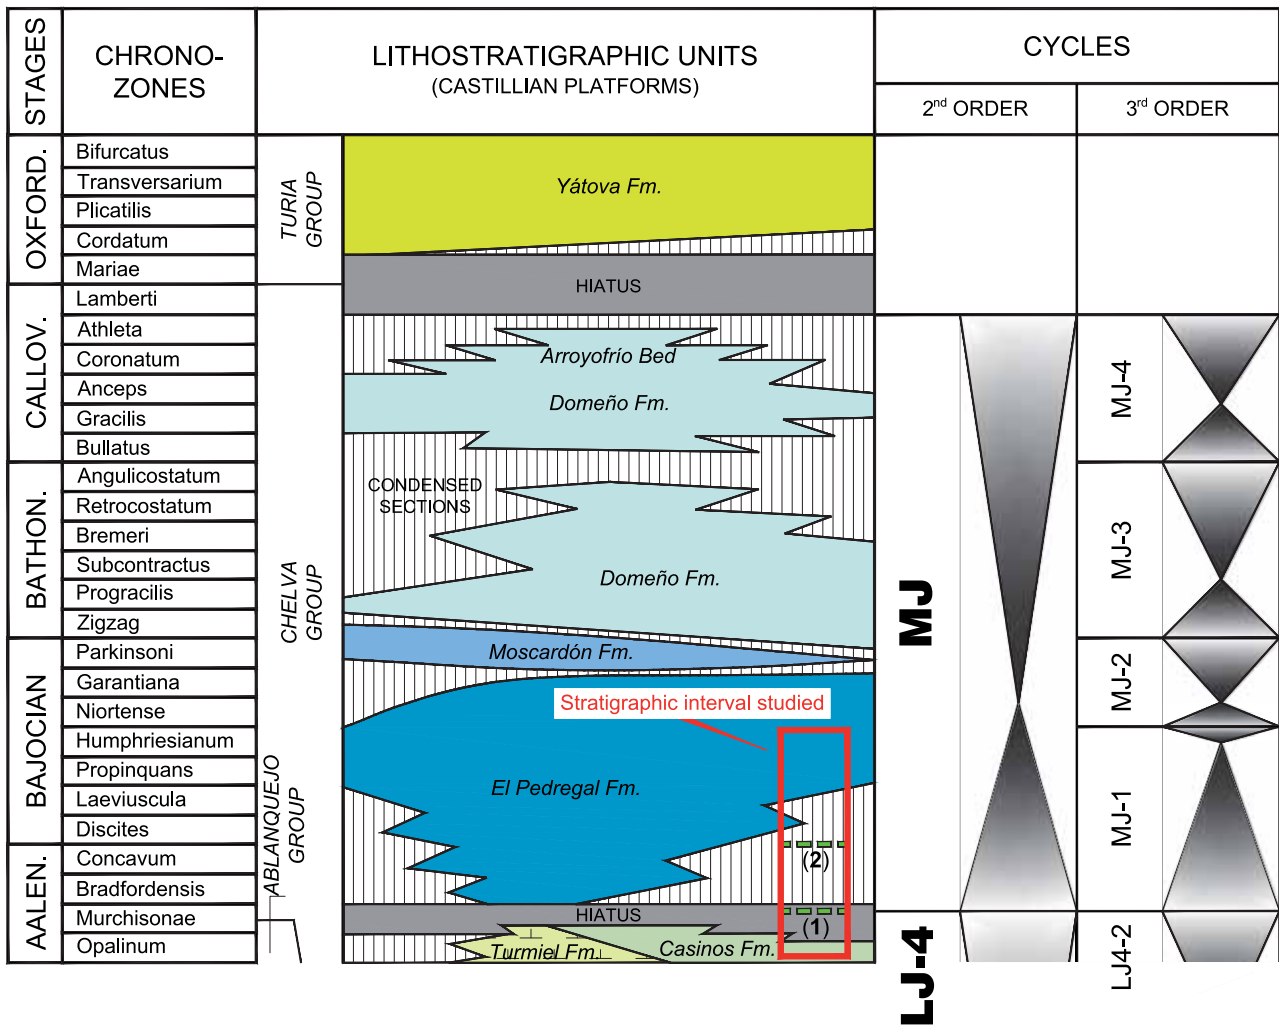 STAGES
CHRONO-
ZONES
LITHOSTRATIGRAPHIC UNITS
(CASTILLIAN PLATFORMS)
CYCLES
2nd ORDER
3rd ORDER
OXFORD.
Bifurcatus
Transversarium
Plicatilis
Cordatum
Mariae
CALLOV.
Lamberti
Athleta
Coronatum
Anceps
Gracilis
Bullatus
BATHON.
Angulicostatum
Retrocostatum
Bremeri
Subcontractus
Progracilis
Zigzag
BAJOCIAN
Parkinsoni
Garantiana
Niortense
Humphriesianum
Propinquans
Laeviuscula
Discites
AALEN.
Concavum
Bradfordensis
Murchisonae
Opalinum
TURIA
GROUP
CHELVA
GROUP
ABLANQUEJO
GROUP
Yátova Fm.
HIATUS
Arroyofrío Bed
Domeño Fm.
CONDENSED
SECTIONS
Domeño Fm.
Moscardón Fm.
Stratigraphic interval studied
El Pedregal Fm.
(2)
HIATUS
(1)
Turmiel Fm.
Casinos Fm.
MJ
LJ-4
MJ-4
MJ-3
MJ-2
MJ-1
LJ4-2